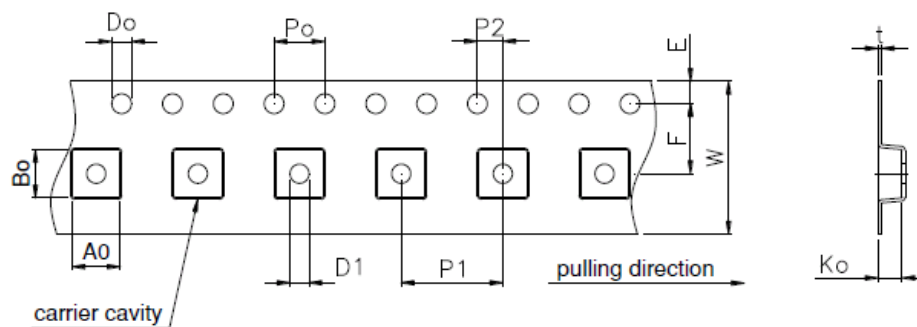 Do
Po
P2
E
t
Bo
F
W
A0
D1
P1
pulling direction
Ko
carrier cavity